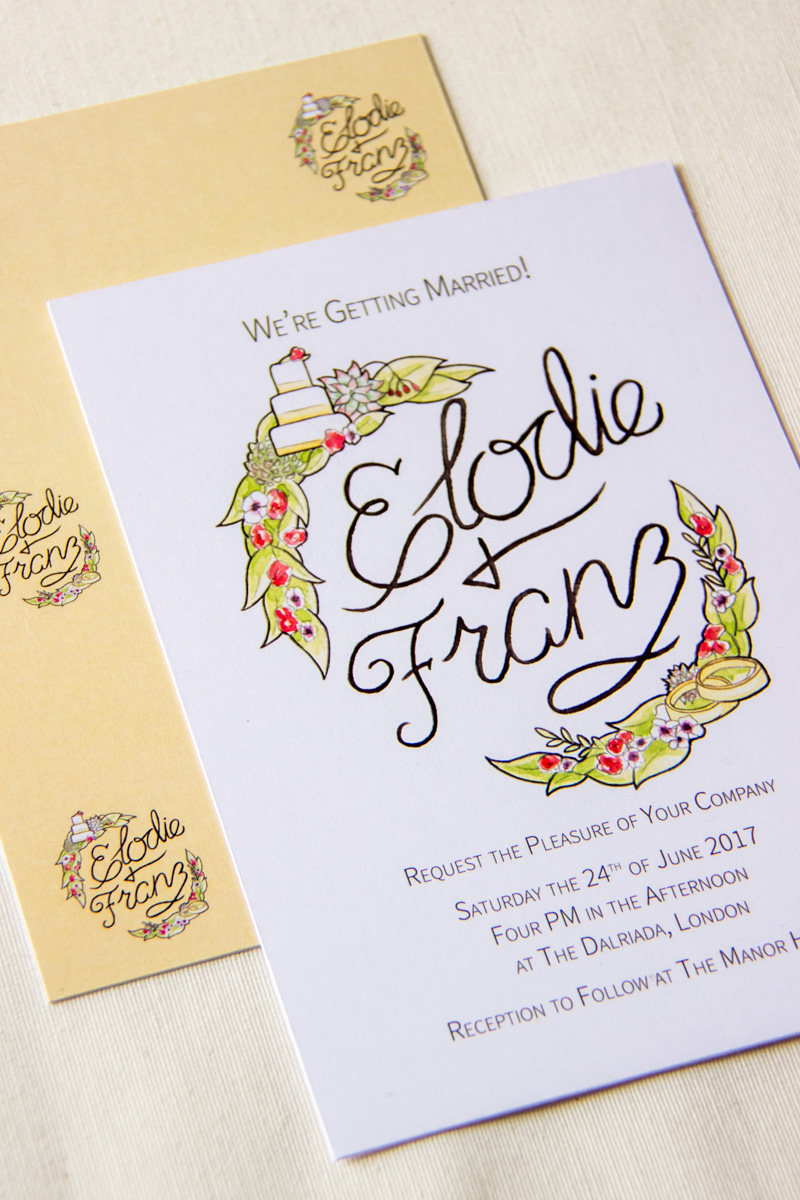 Elodie
+
Franz
We're Getting Married!
Elodie
+
Franz
Request the Pleasure of Your Company
Saturday the 24th of June 2017
Four PM in the Afternoon
at The Dalriada, London
Reception to Follow at The Manor
Elodie
+
Franz
Elodie
+
Franz